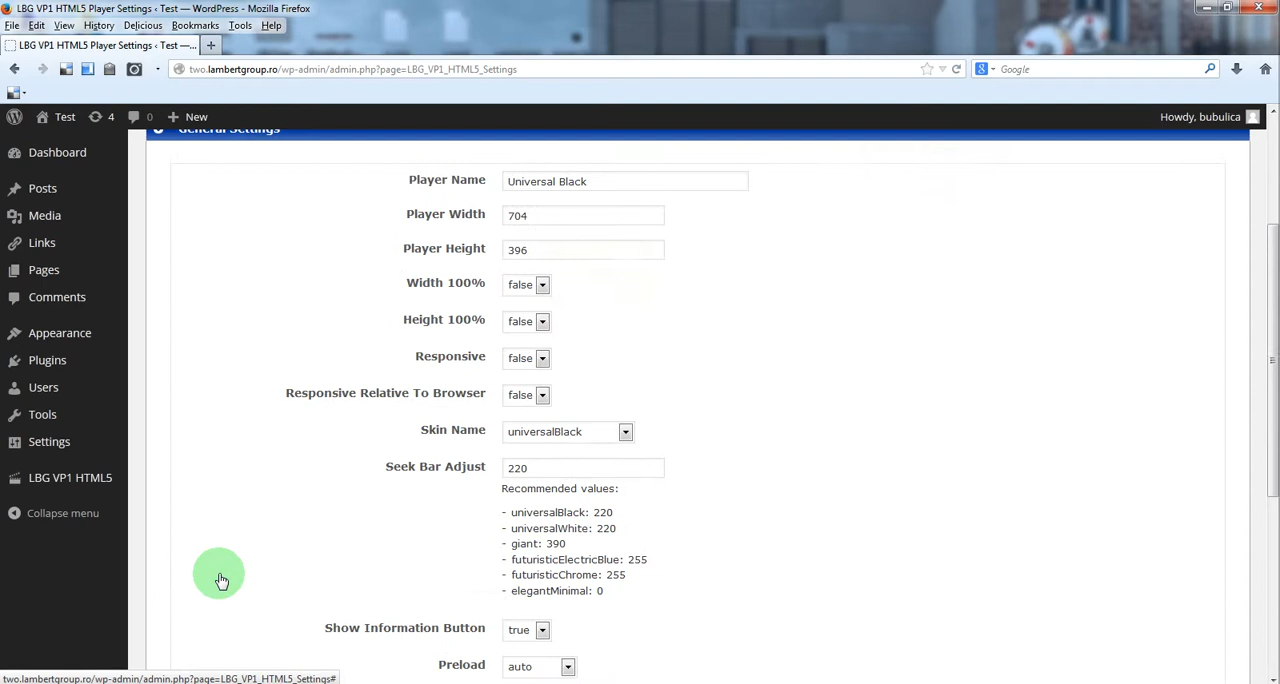 LBG VP1 HTML5 Player Settings ‹ Test — WordPress - Mozilla Firefox
File Edit View History Delicious Bookmarks Tools Help
LBG VP1 HTML5 Player Settings ‹ Test —...
two.lambertgroup.ro/wp-admin/admin.php?page=LBG_VP1_HTML5_Settings
Google
Test 4 0 New
Howdy, bubulica
General Settings
Dashboard
Posts
Media
Links
Pages
Comments
Appearance
Plugins
Users
Tools
Settings
LBG VP1 HTML5
Collapse menu
Player Name Universal Black
Player Width 704
Player Height 396
Width 100% false
Height 100% false
Responsive false
Responsive Relative To Browser false
Skin Name universalBlack
Seek Bar Adjust 220
Recommended values:
- universalBlack: 220
- universalWhite: 220
- giant: 390
- futuristicElectricBlue: 255
- futuristicChrome: 255
- elegantMinimal: 0
Show Information Button true
Preload auto
two.lambertgroup.ro/wp-admin/admin.php?page=LBG_VP1_HTML5_Settings#